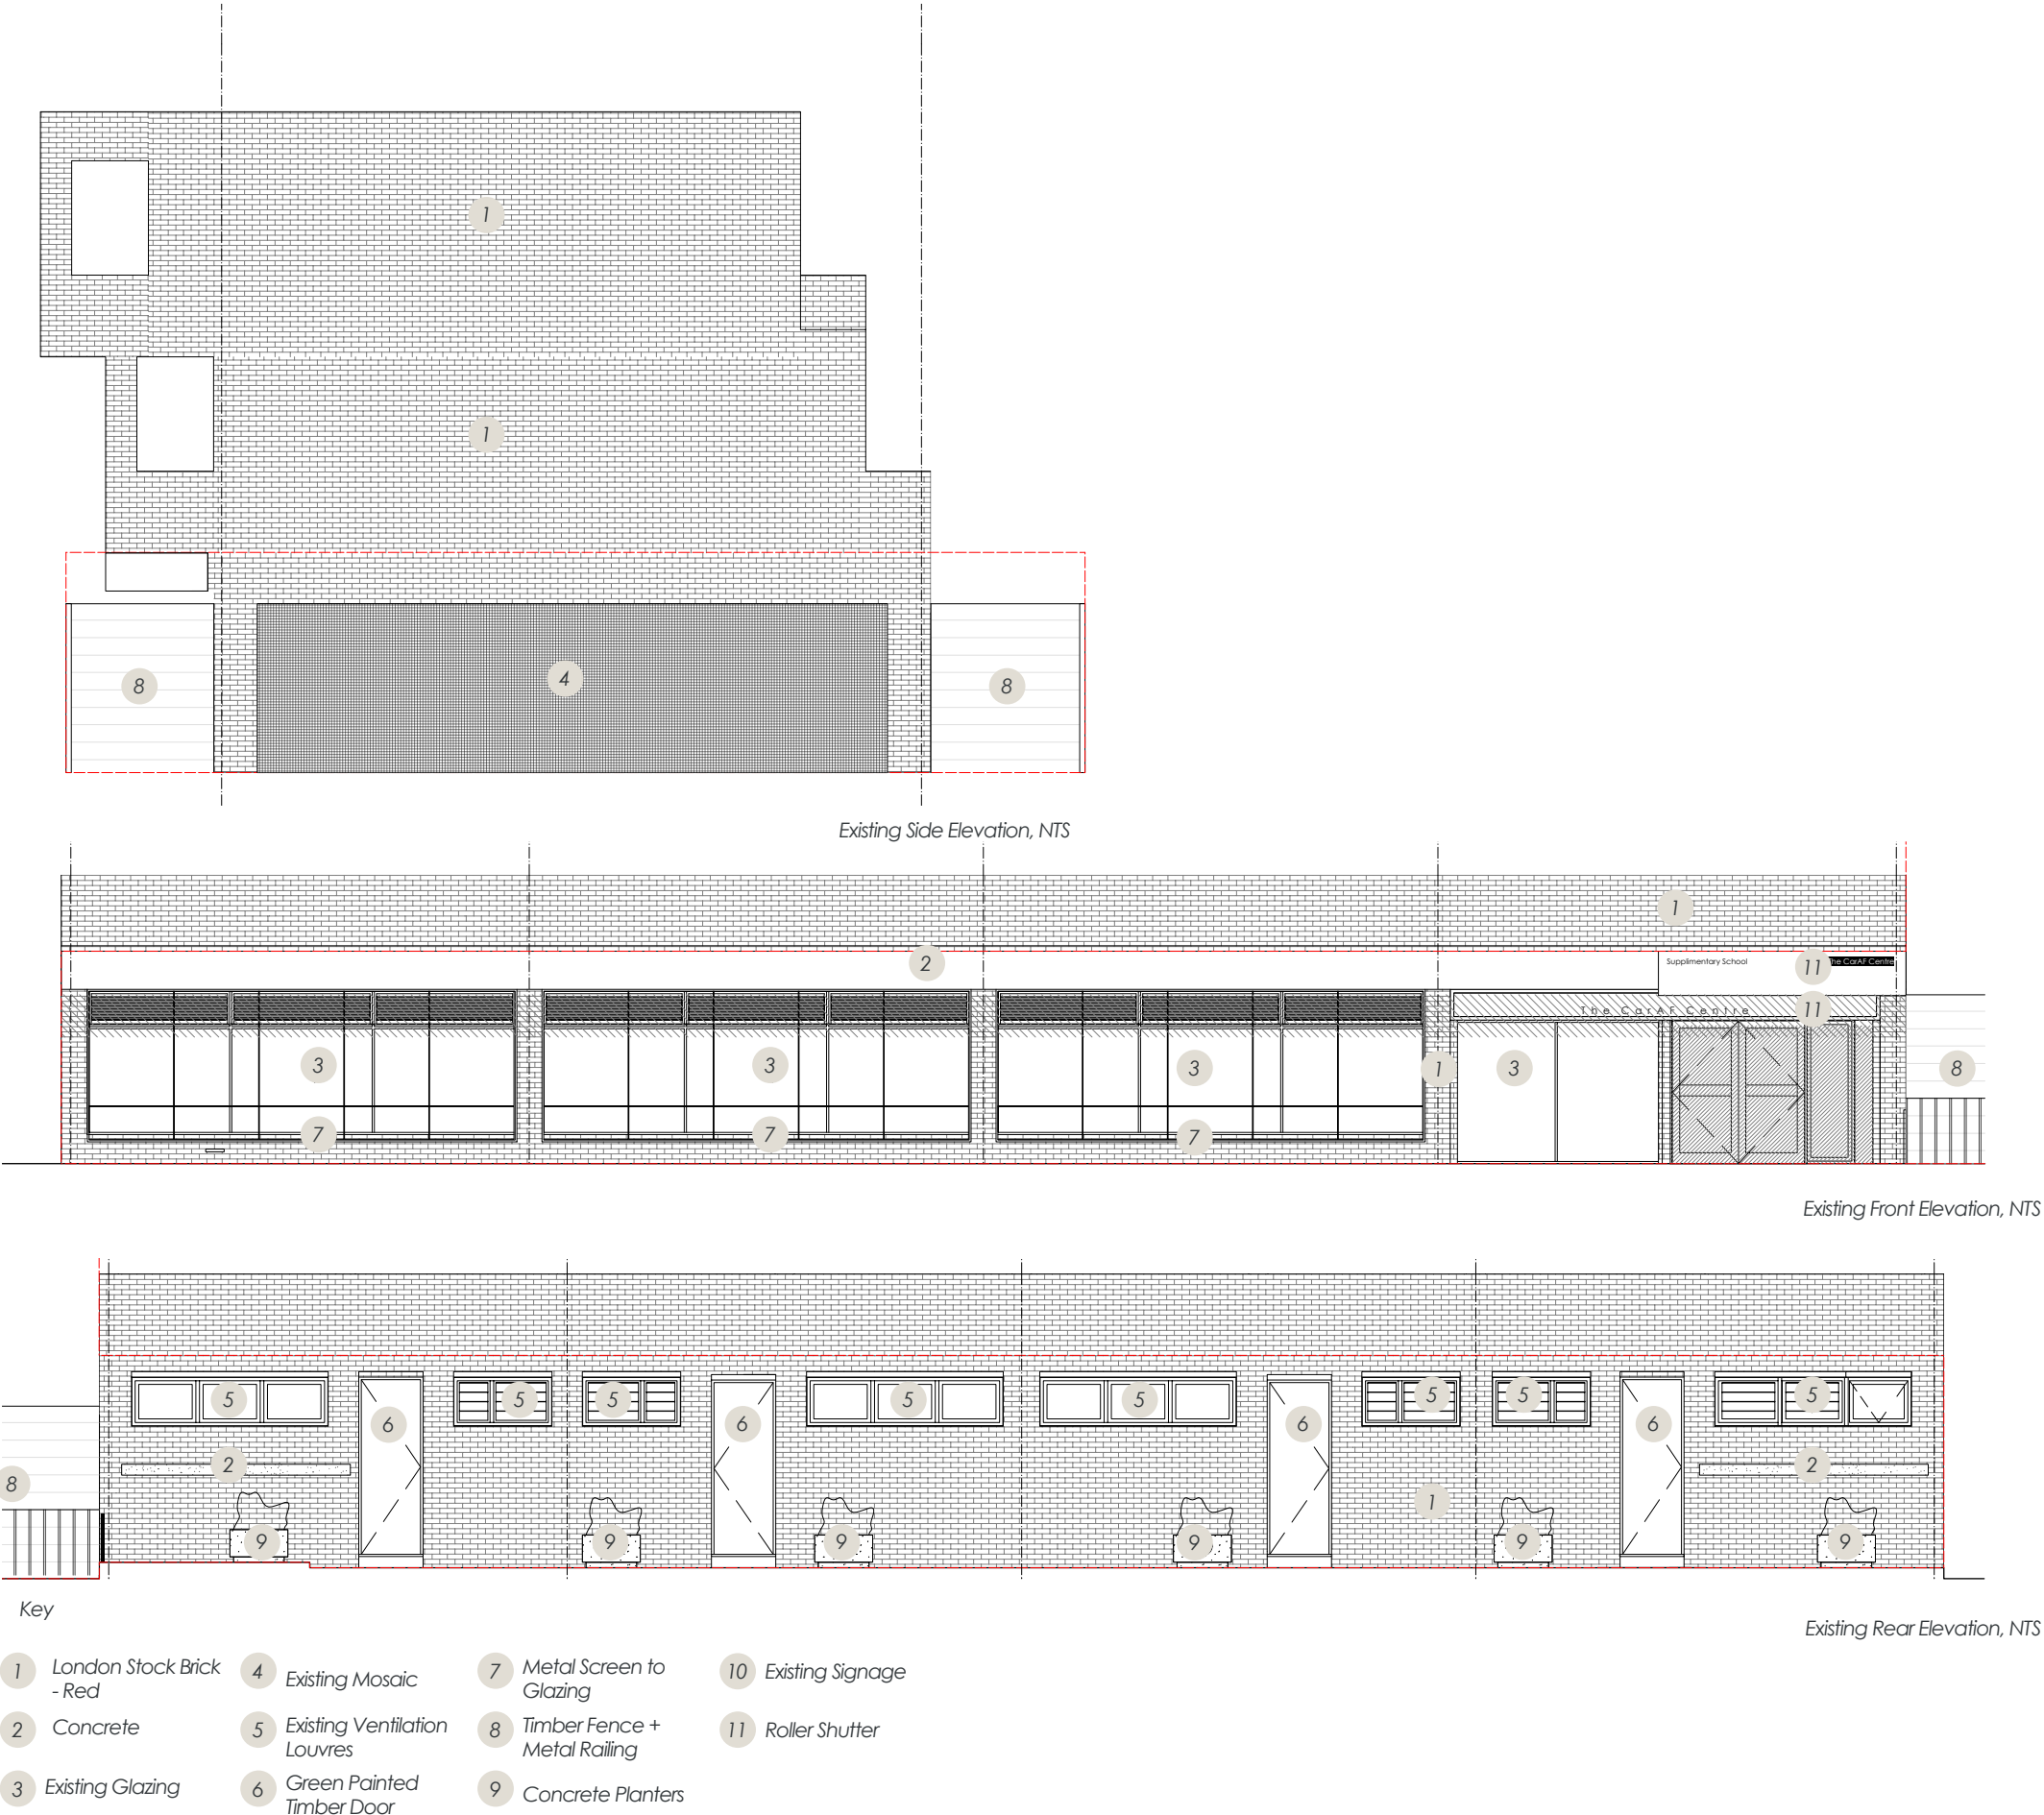 1
1
8
4
8
Existing Side Elevation, NTS
1
2
Supplimentary School
11
The CarAF Centre
The CarAF Centre
11
3
3
3
1
3
8
7
7
7
Existing Front Elevation, NTS
5
5
5
5
5
5
5
5
6
6
6
6
2
2
8
1
9
9
9
9
9
9
Key
Existing Rear Elevation, NTS
1 London Stock Brick
- Red
2 Concrete
3 Existing Glazing
4 Existing Mosaic
5 Existing Ventilation
Louvres
6 Green Painted
Timber Door
7 Metal Screen to
Glazing
8 Timber Fence +
Metal Railing
9 Concrete Planters
10 Existing Signage
11 Roller Shutter